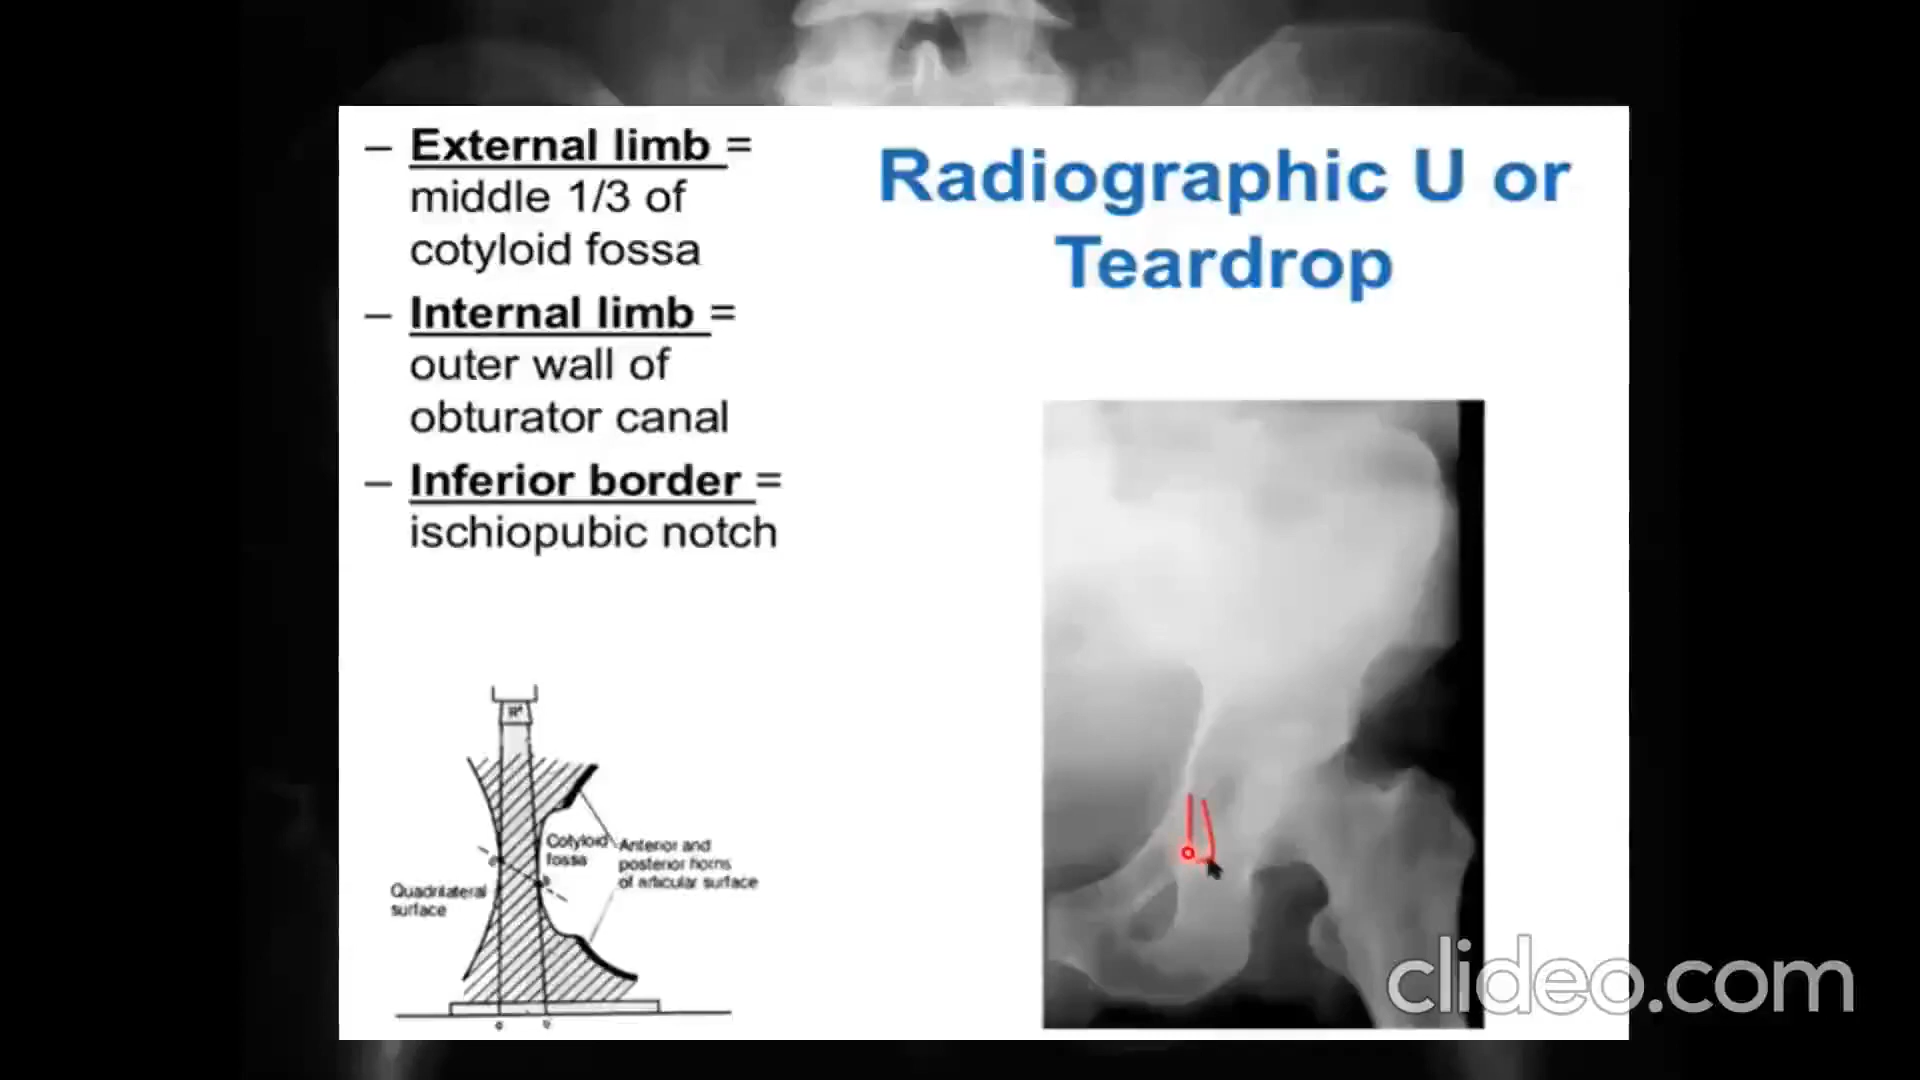 – External limb =
middle 1/3 of
cotyloid fossa
– Internal limb =
outer wall of
obturator canal
– Inferior border =
ischiopubic notch
Radiographic U or
Teardrop
Cotyloid
fossa
Anterior and
posterior horns
of articular surface
Quadrilateral
surface
clideo.com